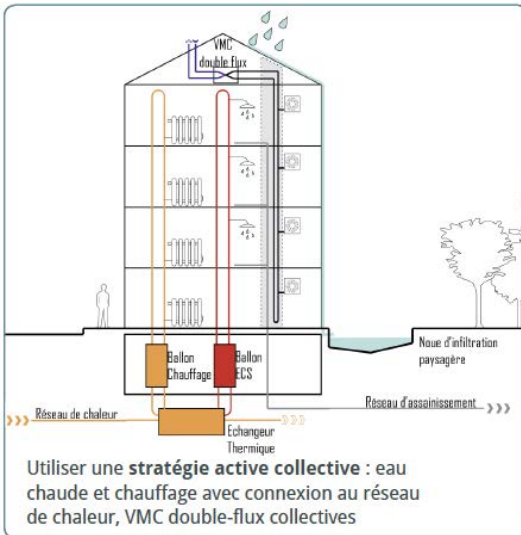 VMC
double flux
Ballon
Chauffage
Ballon
ECS
Noue d'infiltration
paysagère
Réseau de chaleur
Réseau d'assainissement
Echangeur
Thermique
Utiliser une stratégie active collective : eau
chaude et chauffage avec connexion au réseau
de chaleur, VMC double-flux collectives